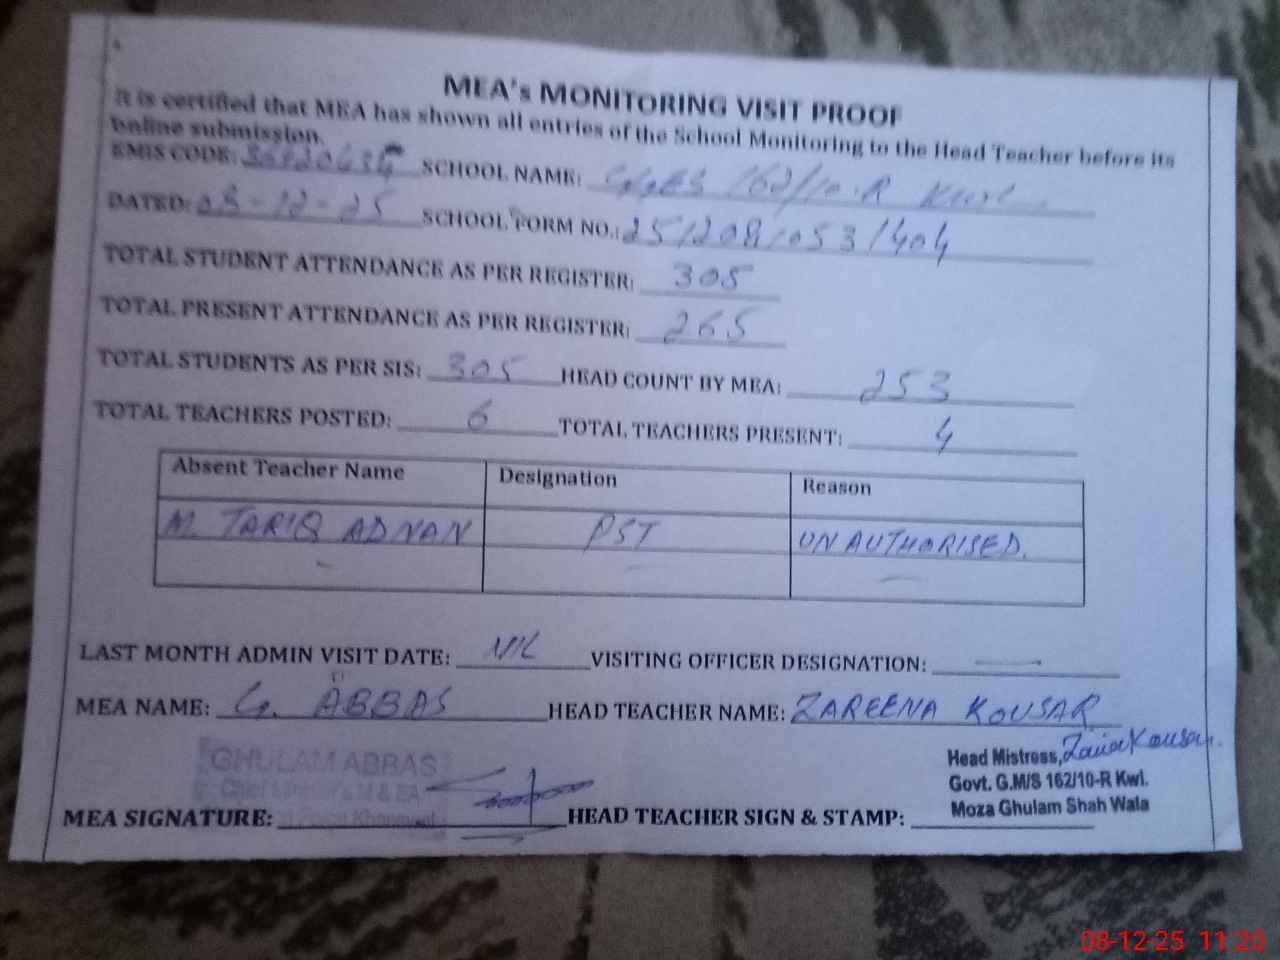 MEA's MONITORING VISIT PROOF
It is certified that MEA has shown all entries of the School Monitoring to the Head Teacher before its
online submission.
EMIS CODE: SCHOOL NAME: 162/10-R
DATED: 08-12-25 SCHOOL FORM NO.: 251208/053/404
TOTAL STUDENT ATTENDANCE AS PER REGISTER: 305
TOTAL PRESENT ATTENDANCE AS PER REGISTER: 265
TOTAL STUDENTS AS PER SIS: 305 HEAD COUNT BY MEA: 253
TOTAL TEACHERS POSTED: 6 TOTAL TEACHERS PRESENT: 4
Absent Teacher Name Designation Reason
M. TARIQ ADNAN PST UNAUTHORISED.
LAST MONTH ADMIN VISIT DATE: NIL VISITING OFFICER DESIGNATION: —
MEA NAME: G. ABBAS HEAD TEACHER NAME: ZAREENA KOUSAR
GHULAM ABBAS
Head Mistress,
Govt. G.M/S 162/10-R Kwl.
Moza Ghulam Shah Wala
MEA SIGNATURE: HEAD TEACHER SIGN & STAMP:
08-12-25 11:20